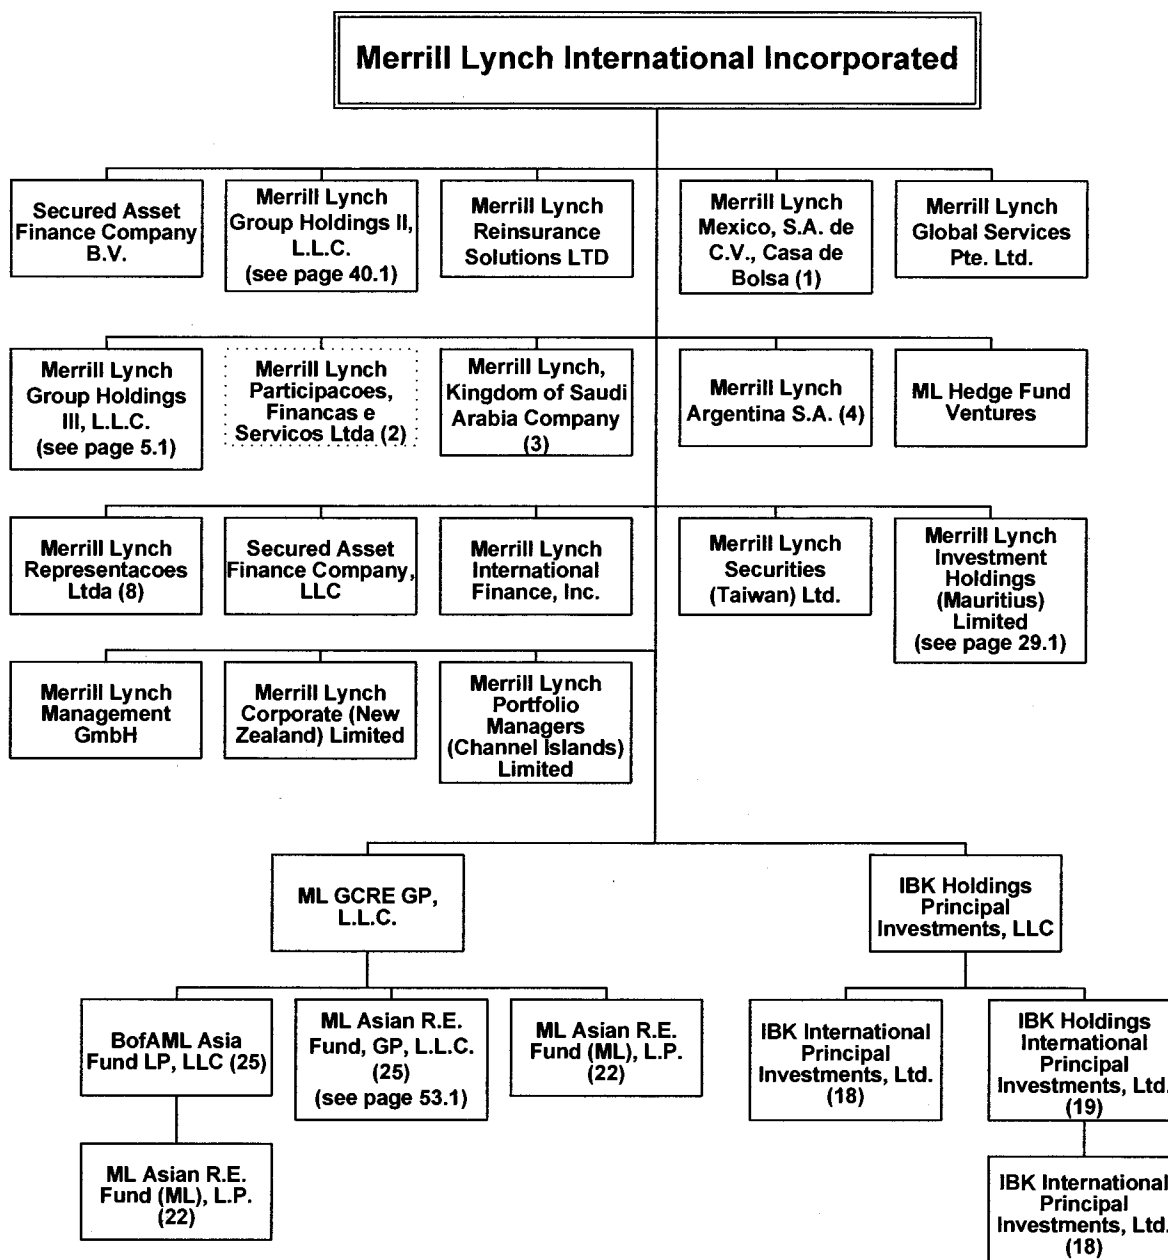 Merrill Lynch International Incorporated
Secured Asset
Finance Company
B.V.
Merrill Lynch
Group Holdings II,
L.L.C.
(see page 40.1)
Merrill Lynch
Reinsurance
Solutions LTD
Merrill Lynch
Mexico, S.A. de
C.V., Casa de
Bolsa (1)
Merrill Lynch
Global Services
Pte. Ltd.
Merrill Lynch
Group Holdings
III, L.L.C.
(see page 5.1)
Merrill Lynch
Participacoes,
Financas e
Servicos Ltda (2)
Merrill Lynch,
Kingdom of Saudi
Arabia Company
(3)
Merrill Lynch
Argentina S.A. (4)
ML Hedge Fund
Ventures
Merrill Lynch
Representacoes
Ltda (8)
Secured Asset
Finance Company,
LLC
Merrill Lynch
International
Finance, Inc.
Merrill Lynch
Securities
(Taiwan) Ltd.
Merrill Lynch
Investment
Holdings
(Mauritius)
Limited
(see page 29.1)
Merrill Lynch
Management
GmbH
Merrill Lynch
Corporate (New
Zealand) Limited
Merrill Lynch
Portfolio
Managers
(Channel Islands)
Limited
ML GCRE GP,
L.L.C.
IBK Holdings
Principal
Investments, LLC
BofAML Asia
Fund LP, LLC (25)
ML Asian R.E.
Fund, GP, L.L.C.
(25)
(see page 53.1)
ML Asian R.E.
Fund (ML), L.P.
(22)
IBK International
Principal
Investments, Ltd.
(18)
IBK Holdings
International
Principal
Investments, Ltd.
(19)
ML Asian R.E.
Fund (ML), L.P.
(22)
IBK International
Principal
Investments, Ltd.
(18)